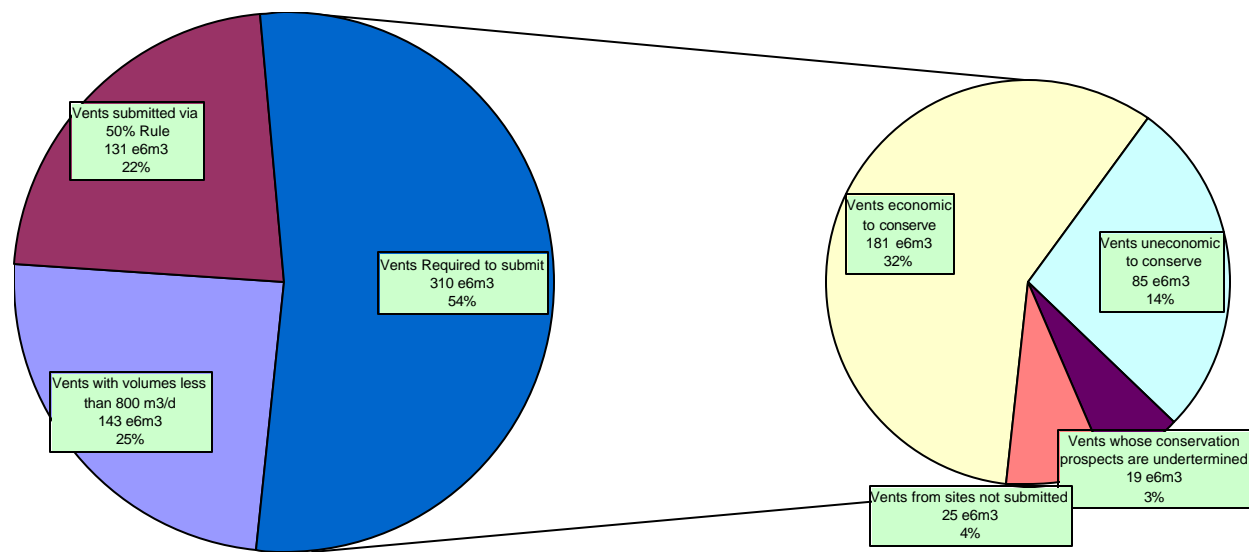 Vents submitted via
50% Rule
131 e6m3
22%
Vents Required to submit
310 e6m3
54%
Vents with volumes less
than 800 m3/d
143 e6m3
25%
Vents economic
to conserve
181 e6m3
32%
Vents uneconomic
to conserve
85 e6m3
14%
Vents whose conservation
prospects are undertermined
19 e6m3
3%
Vents from sites not submitted
25 e6m3
4%